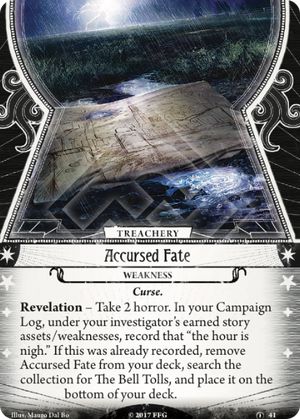 TREACHERY
Accursed Fate
WEAKNESS
Curse.
Revelation – Take 2 horror. In your Campaign
Log, under your investigator's earned story
assets/weaknesses, record that "the hour is
nigh." If this was already recorded, remove
Accursed Fate from your deck, search the
collection for The Bell Tolls, and place it on the
bottom of your deck.
Illus. Mauro Dal Bo © 2017 FFG 41